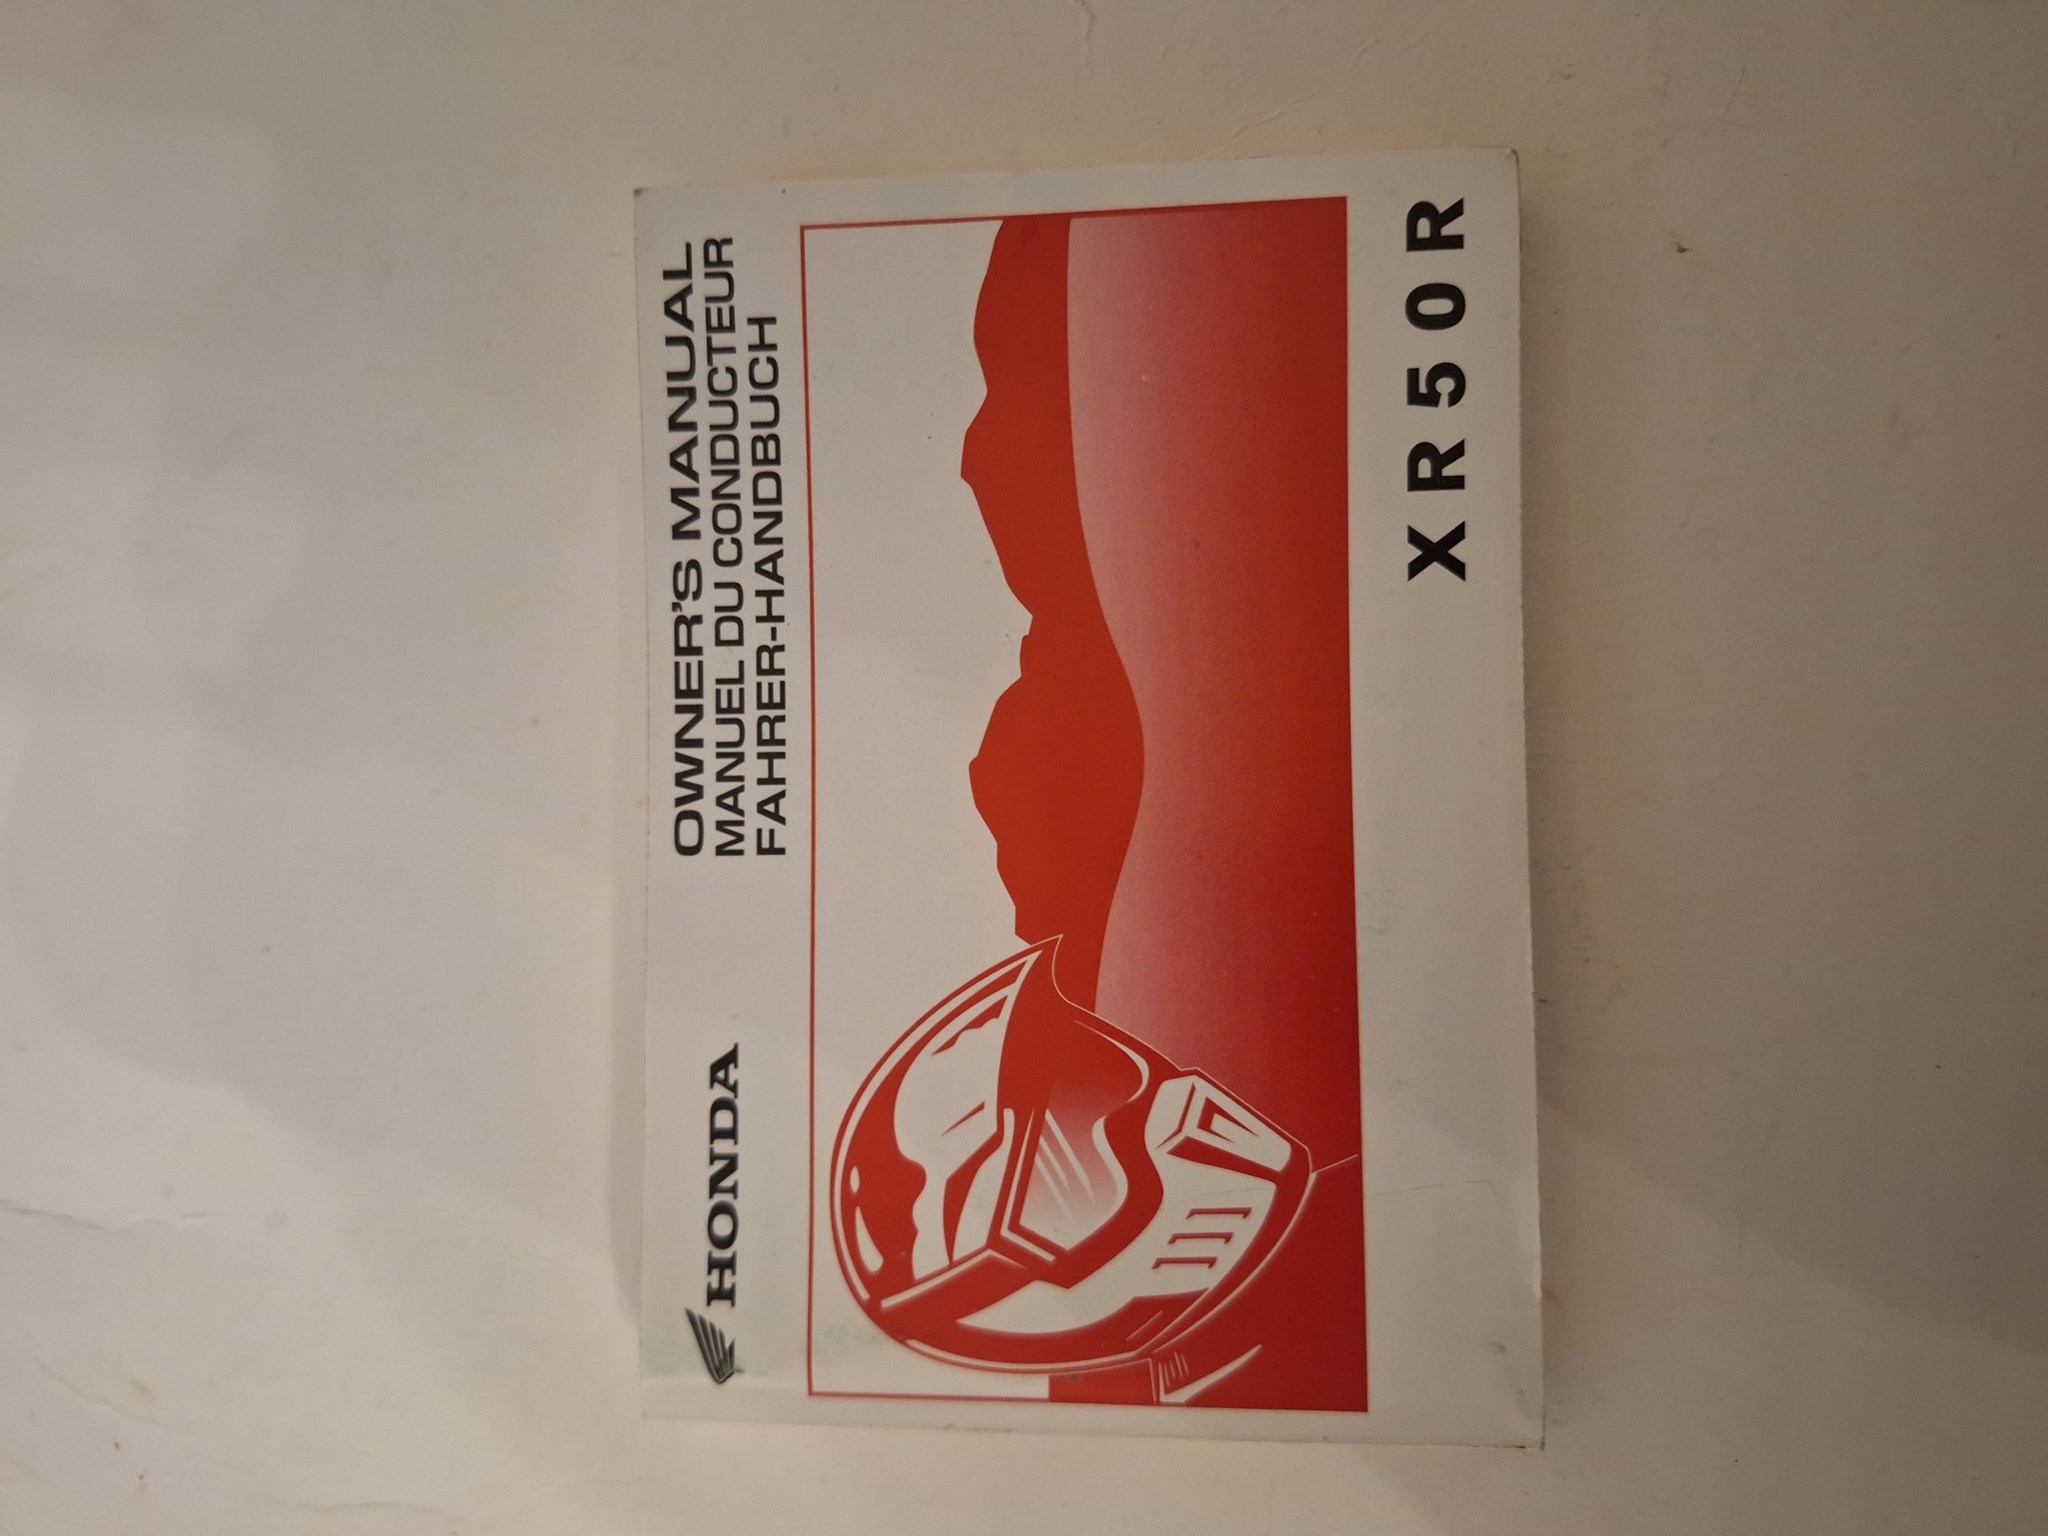 HONDA
OWNER'S MANUAL
MANUEL DU CONDUCTEUR
FAHRER-HANDBUCH
XR50R